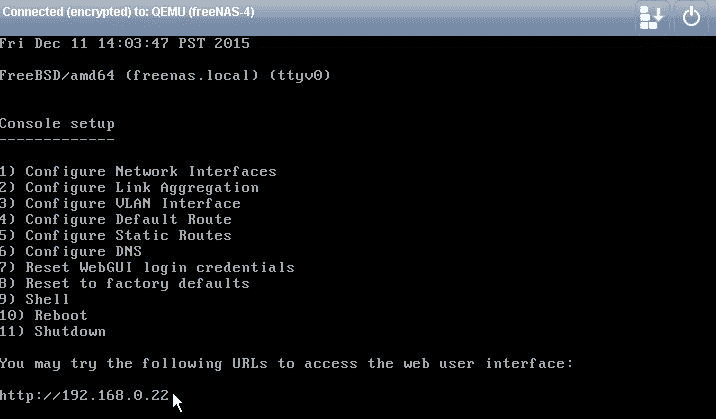 Connected (encrypted) to: QEMU (freeNAS-4)
Fri Dec 11 14:03:47 PST 2015
FreeBSD/amd64 (freenas.local) (ttyv0)
Console setup
-------------
1) Configure Network Interfaces
2) Configure Link Aggregation
3) Configure VLAN Interface
4) Configure Default Route
5) Configure Static Routes
6) Configure DNS
7) Reset WebGUI login credentials
8) Reset to factory defaults
9) Shell
10) Reboot
11) Shutdown
You may try the following URLs to access the web user interface:
http://192.168.0.22